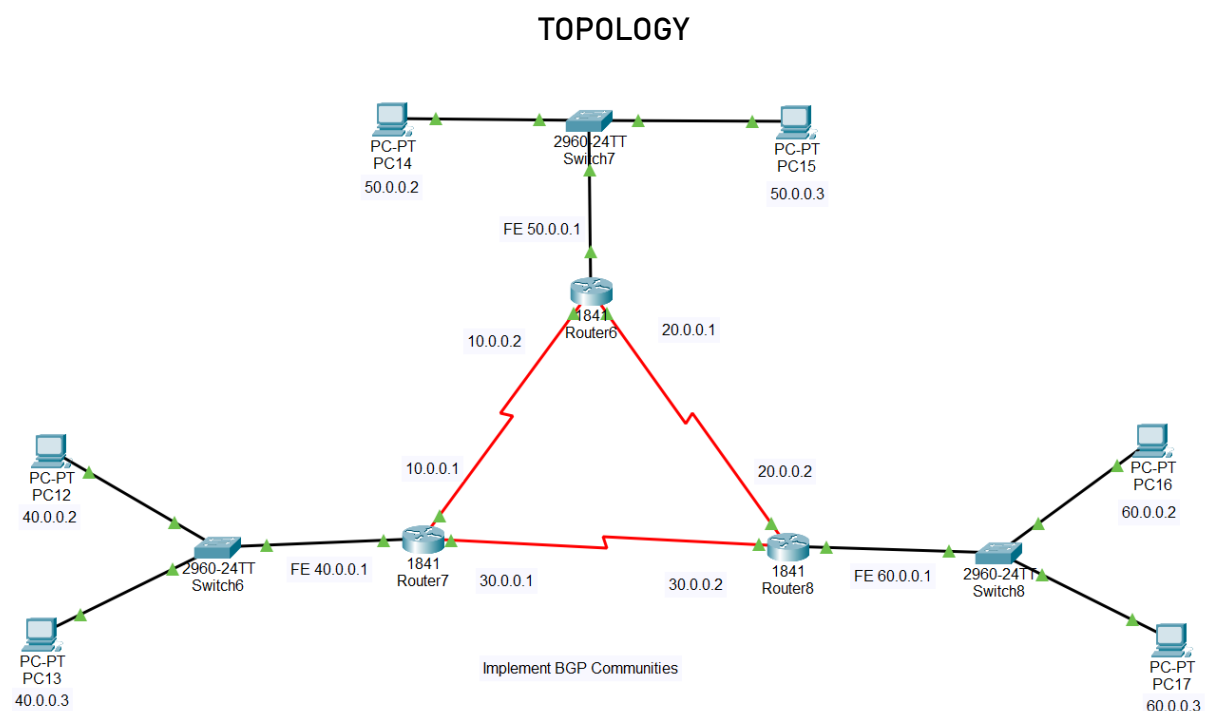 TOPOLOGY
PC-PT
PC14
50.0.0.2
2960-24TT
Switch7
PC-PT
PC15
50.0.0.3
FE 50.0.0.1
1841
Router6
10.0.0.2
20.0.0.1
10.0.0.1
20.0.0.2
PC-PT
PC12
40.0.0.2
PC-PT
PC16
60.0.0.2
2960-24TT
Switch6
FE 40.0.0.1
1841
Router7
30.0.0.1
30.0.0.2
1841
Router8
FE 60.0.0.1
2960-24TT
Switch8
PC-PT
PC13
40.0.0.3
Implement BGP Communities
PC-PT
PC17
60.0.0.3